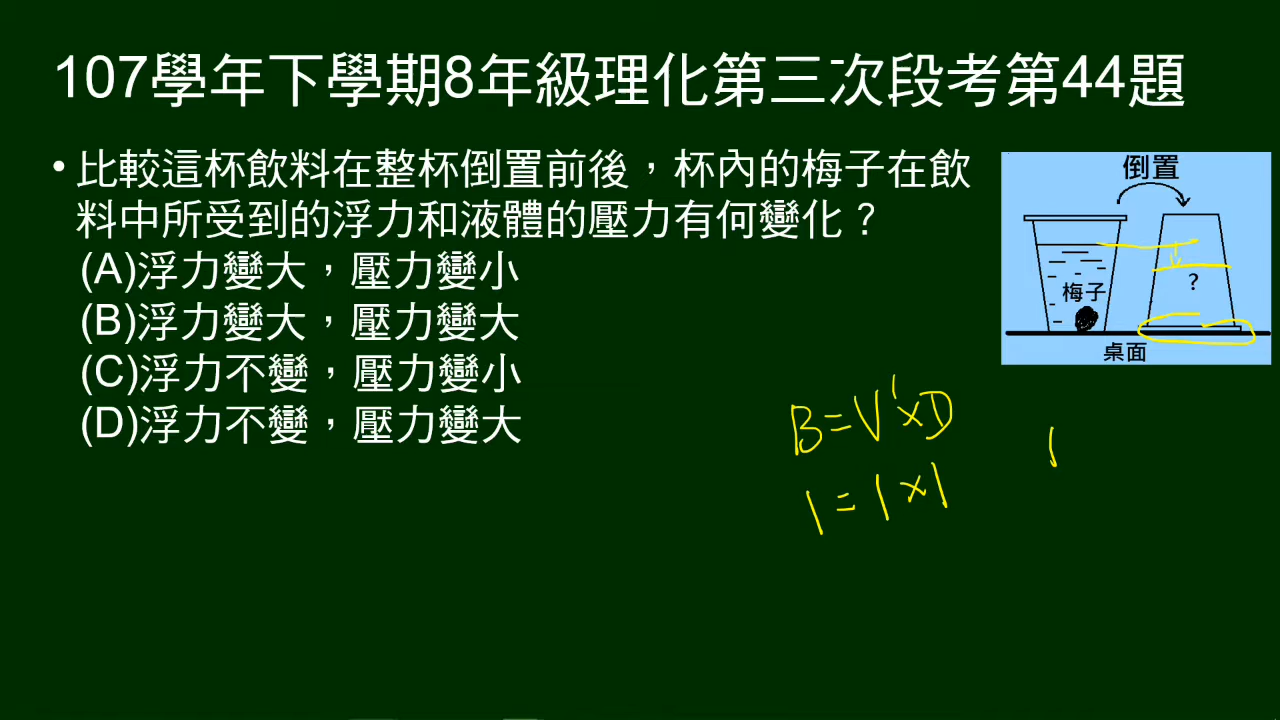 107學年下學期8年級理化第三次段考第44題
• 比較這杯飲料在整杯倒置前後，杯內的梅子在飲
料中所受到的浮力和液體的壓力有何變化？
(A)浮力變大，壓力變小
(B)浮力變大，壓力變大
(C)浮力不變，壓力變小
(D)浮力不變，壓力變大
倒置
梅子
?
桌面
B=V'×D
1=1×1